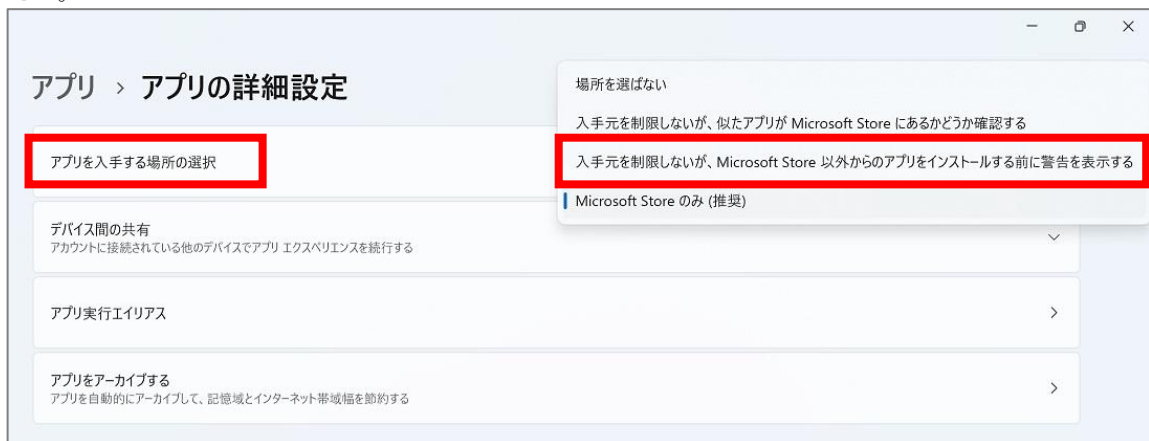 アプリ › アプリの詳細設定
場所を選ばない
入手元を制限しないが、似たアプリが Microsoft Store にあるかどうか確認する
アプリを入手する場所の選択
入手元を制限しないが、Microsoft Store 以外からのアプリをインストールする前に警告を表示する
Microsoft Store のみ (推奨)
デバイス間の共有
アカウントに接続されている他のデバイスでアプリ エクスペリエンスを続行する
アプリ実行エイリアス
アプリをアーカイブする
アプリを自動的にアーカイブして、記憶域とインターネット帯域幅を節約する